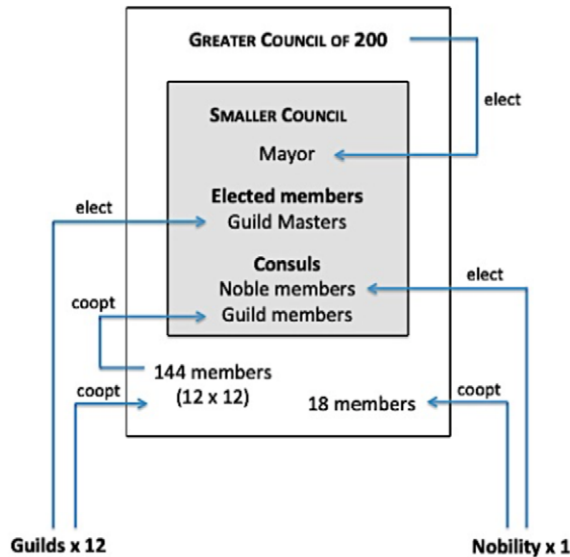 GREATER COUNCIL OF 200
elect
SMALLER COUNCIL
Mayor
Elected members
elect
Guild Masters
Consuls
Noble members
elect
coopt
Guild members
144 members
(12 x 12)
coopt
18 members
coopt
Guilds x 12
Nobility x 1